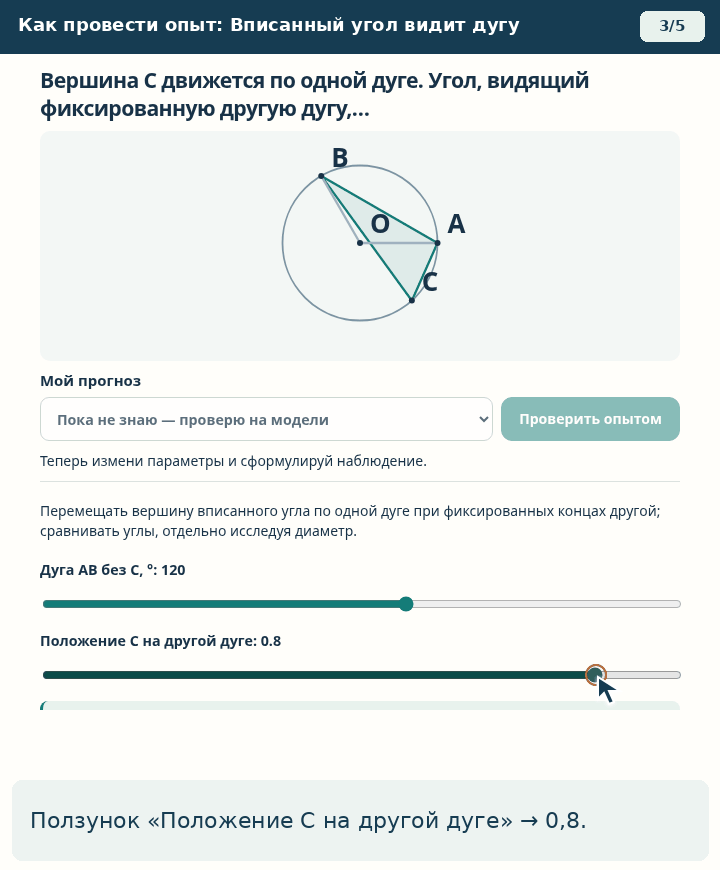 Как провести опыт: Вписанный угол видит дугу
3/5
Вершина C движется по одной дуге. Угол, видящий
фиксированную другую дугу,…
B
O
A
C
Мой прогноз
Пока не знаю — проверю на модели
Проверить опытом
Теперь измени параметры и сформулируй наблюдение.
Перемещать вершину вписанного угла по одной дуге при фиксированных концах другой;
сравнивать углы, отдельно исследуя диаметр.
Дуга AB без C, °: 120
Положение C на другой дуге: 0.8
Ползунок «Положение C на другой дуге» → 0,8.